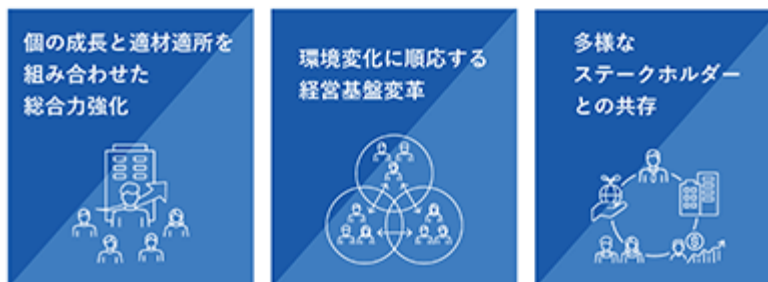 個の成長と適材適所を
組み合わせた
総合力強化
環境変化に順応する
経営基盤変革
多様な
ステークホルダー
との共存
$